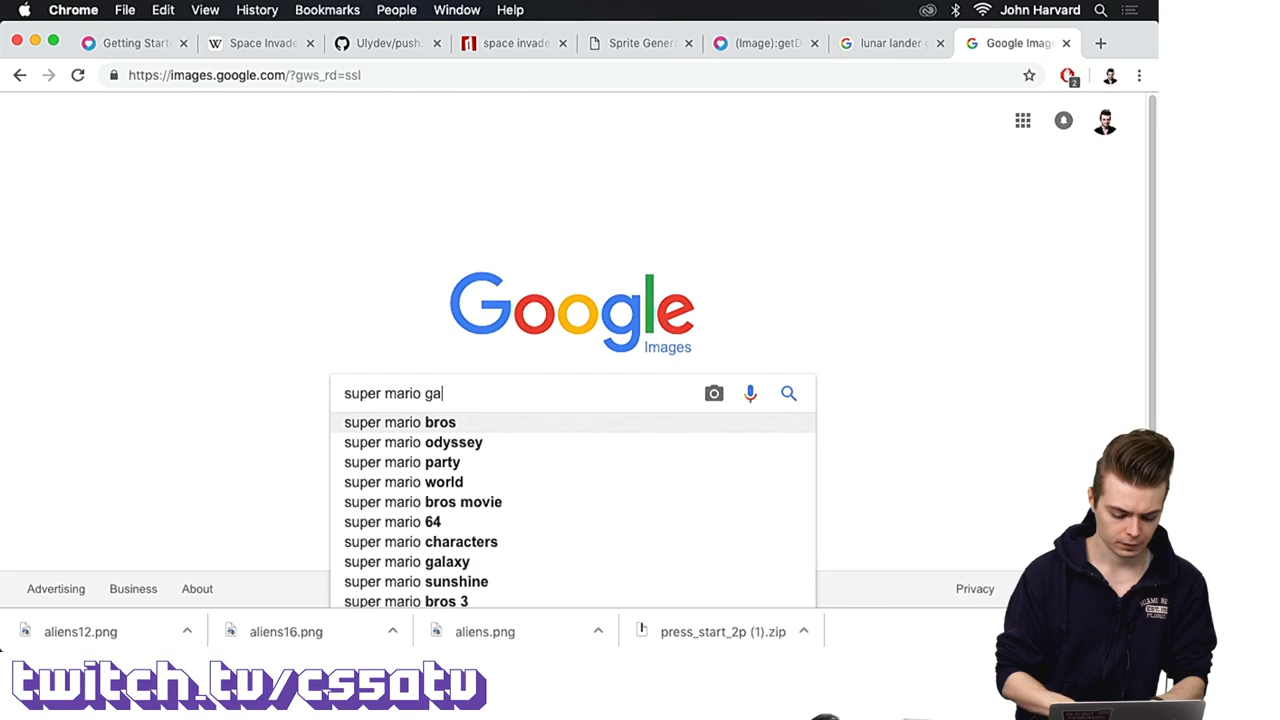 Chrome File Edit View History Bookmarks People Window Help John Harvard
Getting Start Space Invade Ulydev/push: space invade Sprite Genera (Image):getD lunar lander g Google Imag
https://images.google.com/?gws_rd=ssl
2
Google
Images
super mario ga
super mario bros
super mario odyssey
super mario party
super mario world
super mario bros movie
super mario 64
super mario characters
super mario galaxy
super mario sunshine
super mario bros 3
Advertising Business About Privacy
aliens12.png aliens16.png aliens.png press_start_2p (1).zip
twitch.tv/cs50tv